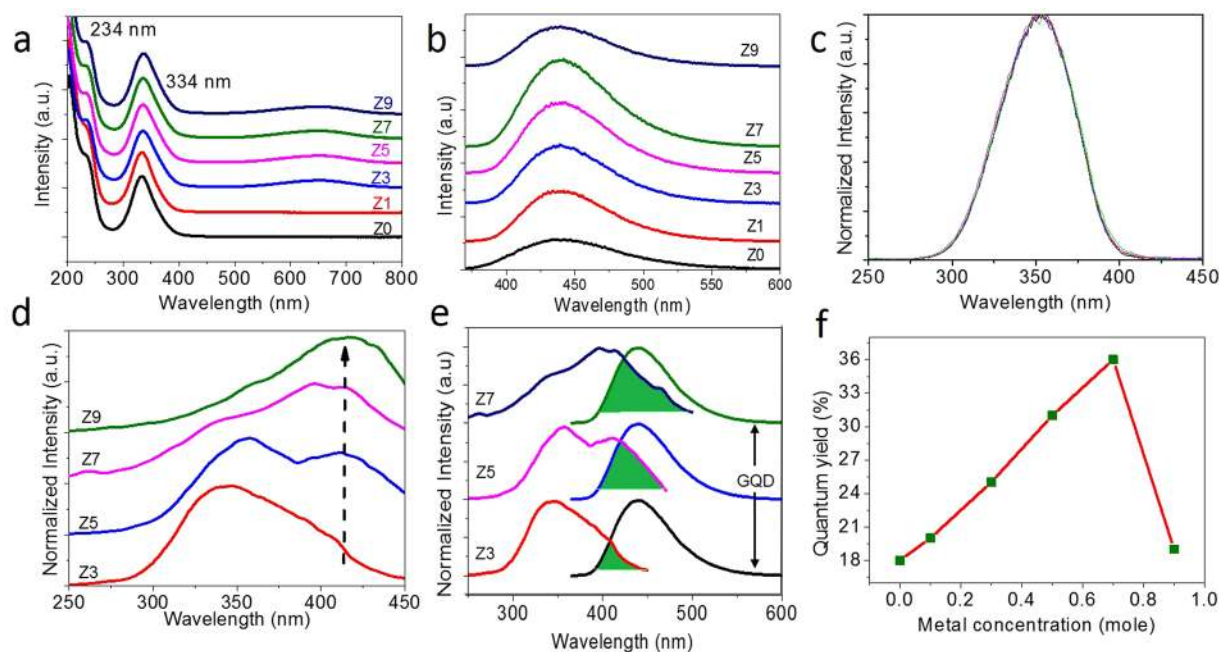 a
234 nm
334 nm
Z9
Z7
Z5
Z3
Z1
Z0
Intensity (a.u.)
200 300 400 500 600 700 800
Wavelength (nm)
b
Z9
Z7
Z5
Z3
Z1
Z0
Intensity (a.u)
400 450 500 550 600
Wavelength (nm)
c
Normalized Intensity (a.u.)
250 300 350 400 450
Wavelength (nm)
d
Z9
Z7
Z5
Z3
Normalized Intensity (a.u.)
250 300 350 400 450
Wavelength (nm)
e
Z7
Z5
Z3
GQD
Normalized Intensity (a.u)
300 400 500 600
Wavelength (nm)
f
36
33
30
27
24
21
18
Quantum yield (%)
0.0 0.2 0.4 0.6 0.8 1.0
Metal concentration (mole)